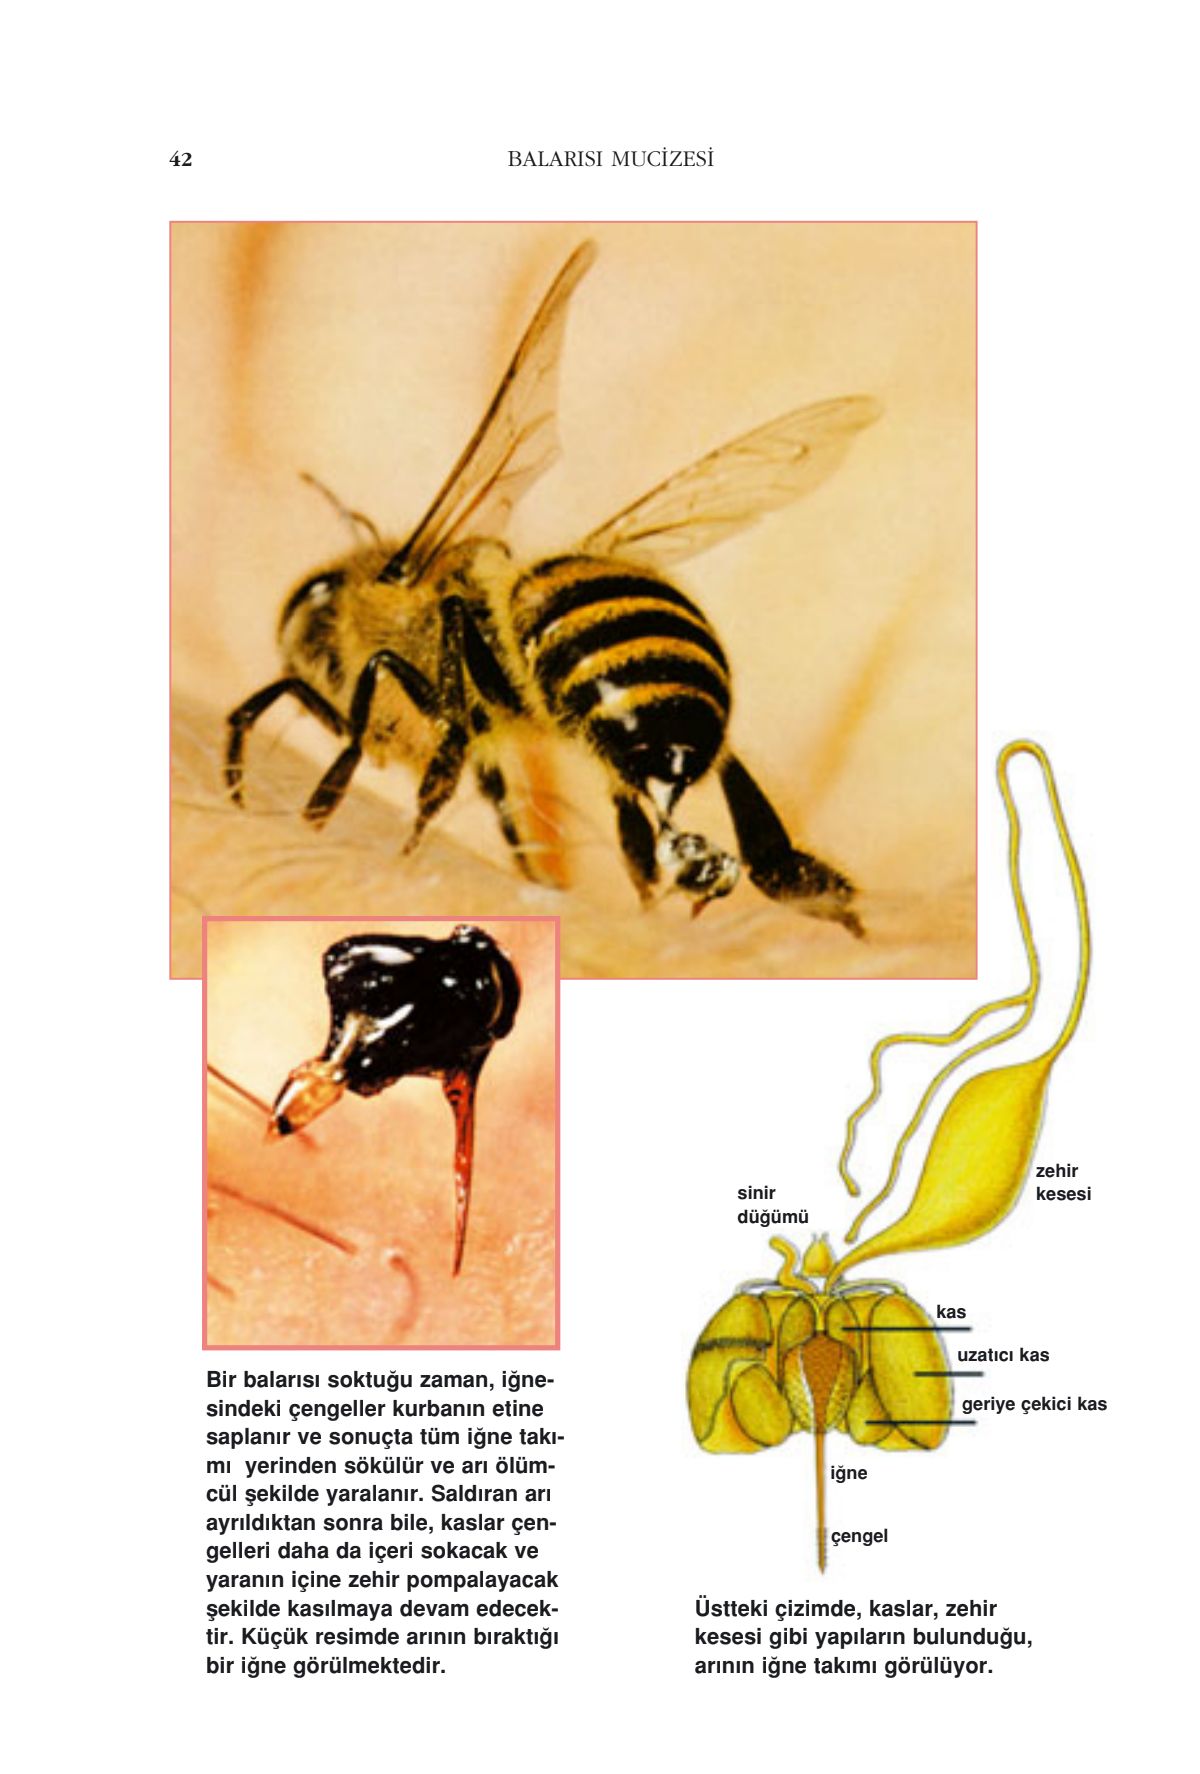 42
BALARISI MUCİZESİ
zehir
kesesi
sinir
düğümü
kas
uzatıcı kas
geriye çekici kas
iğne
çengel
Bir balarısı soktuğu zaman, iğne-
sindeki çengeller kurbanın etine
saplanır ve sonuçta tüm iğne takı-
mı yerinden sökülür ve arı ölüm-
cül şekilde yaralanır. Saldıran arı
ayrıldıktan sonra bile, kaslar çen-
gelleri daha da içeri sokacak ve
yaranın içine zehir pompalayacak
şekilde kasılmaya devam edecek-
tir. Küçük resimde arının bıraktığı
bir iğne görülmektedir.
Üstteki çizimde, kaslar, zehir
kesesi gibi yapıların bulunduğu,
arının iğne takımı görülüyor.